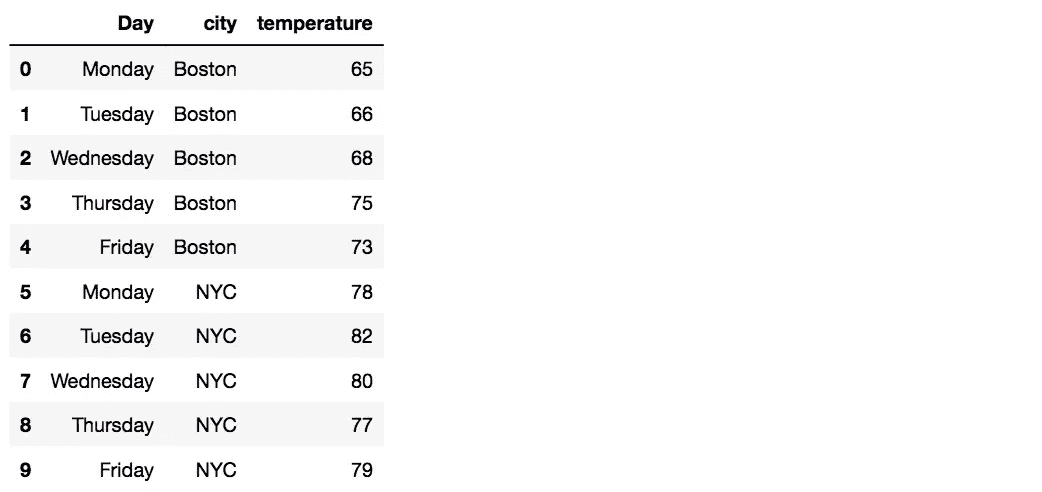 Day city temperature
0 Monday Boston 65
1 Tuesday Boston 66
2 Wednesday Boston 68
3 Thursday Boston 75
4 Friday Boston 73
5 Monday NYC 78
6 Tuesday NYC 82
7 Wednesday NYC 80
8 Thursday NYC 77
9 Friday NYC 79